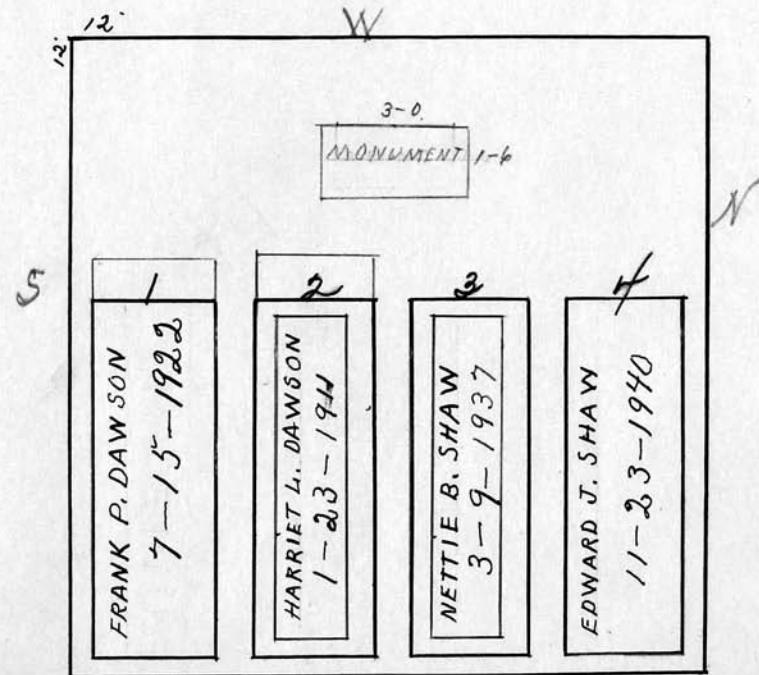 12'
W
12'
3-0.
MONUMENT
1-6
N
S
1
2
3
4
FRANK P. DAWSON
7-15-1922
HARRIET L. DAWSON
1-23-1911
NETTIE B. SHAW
3-9-1937
EDWARD J. SHAW
11-23-1940